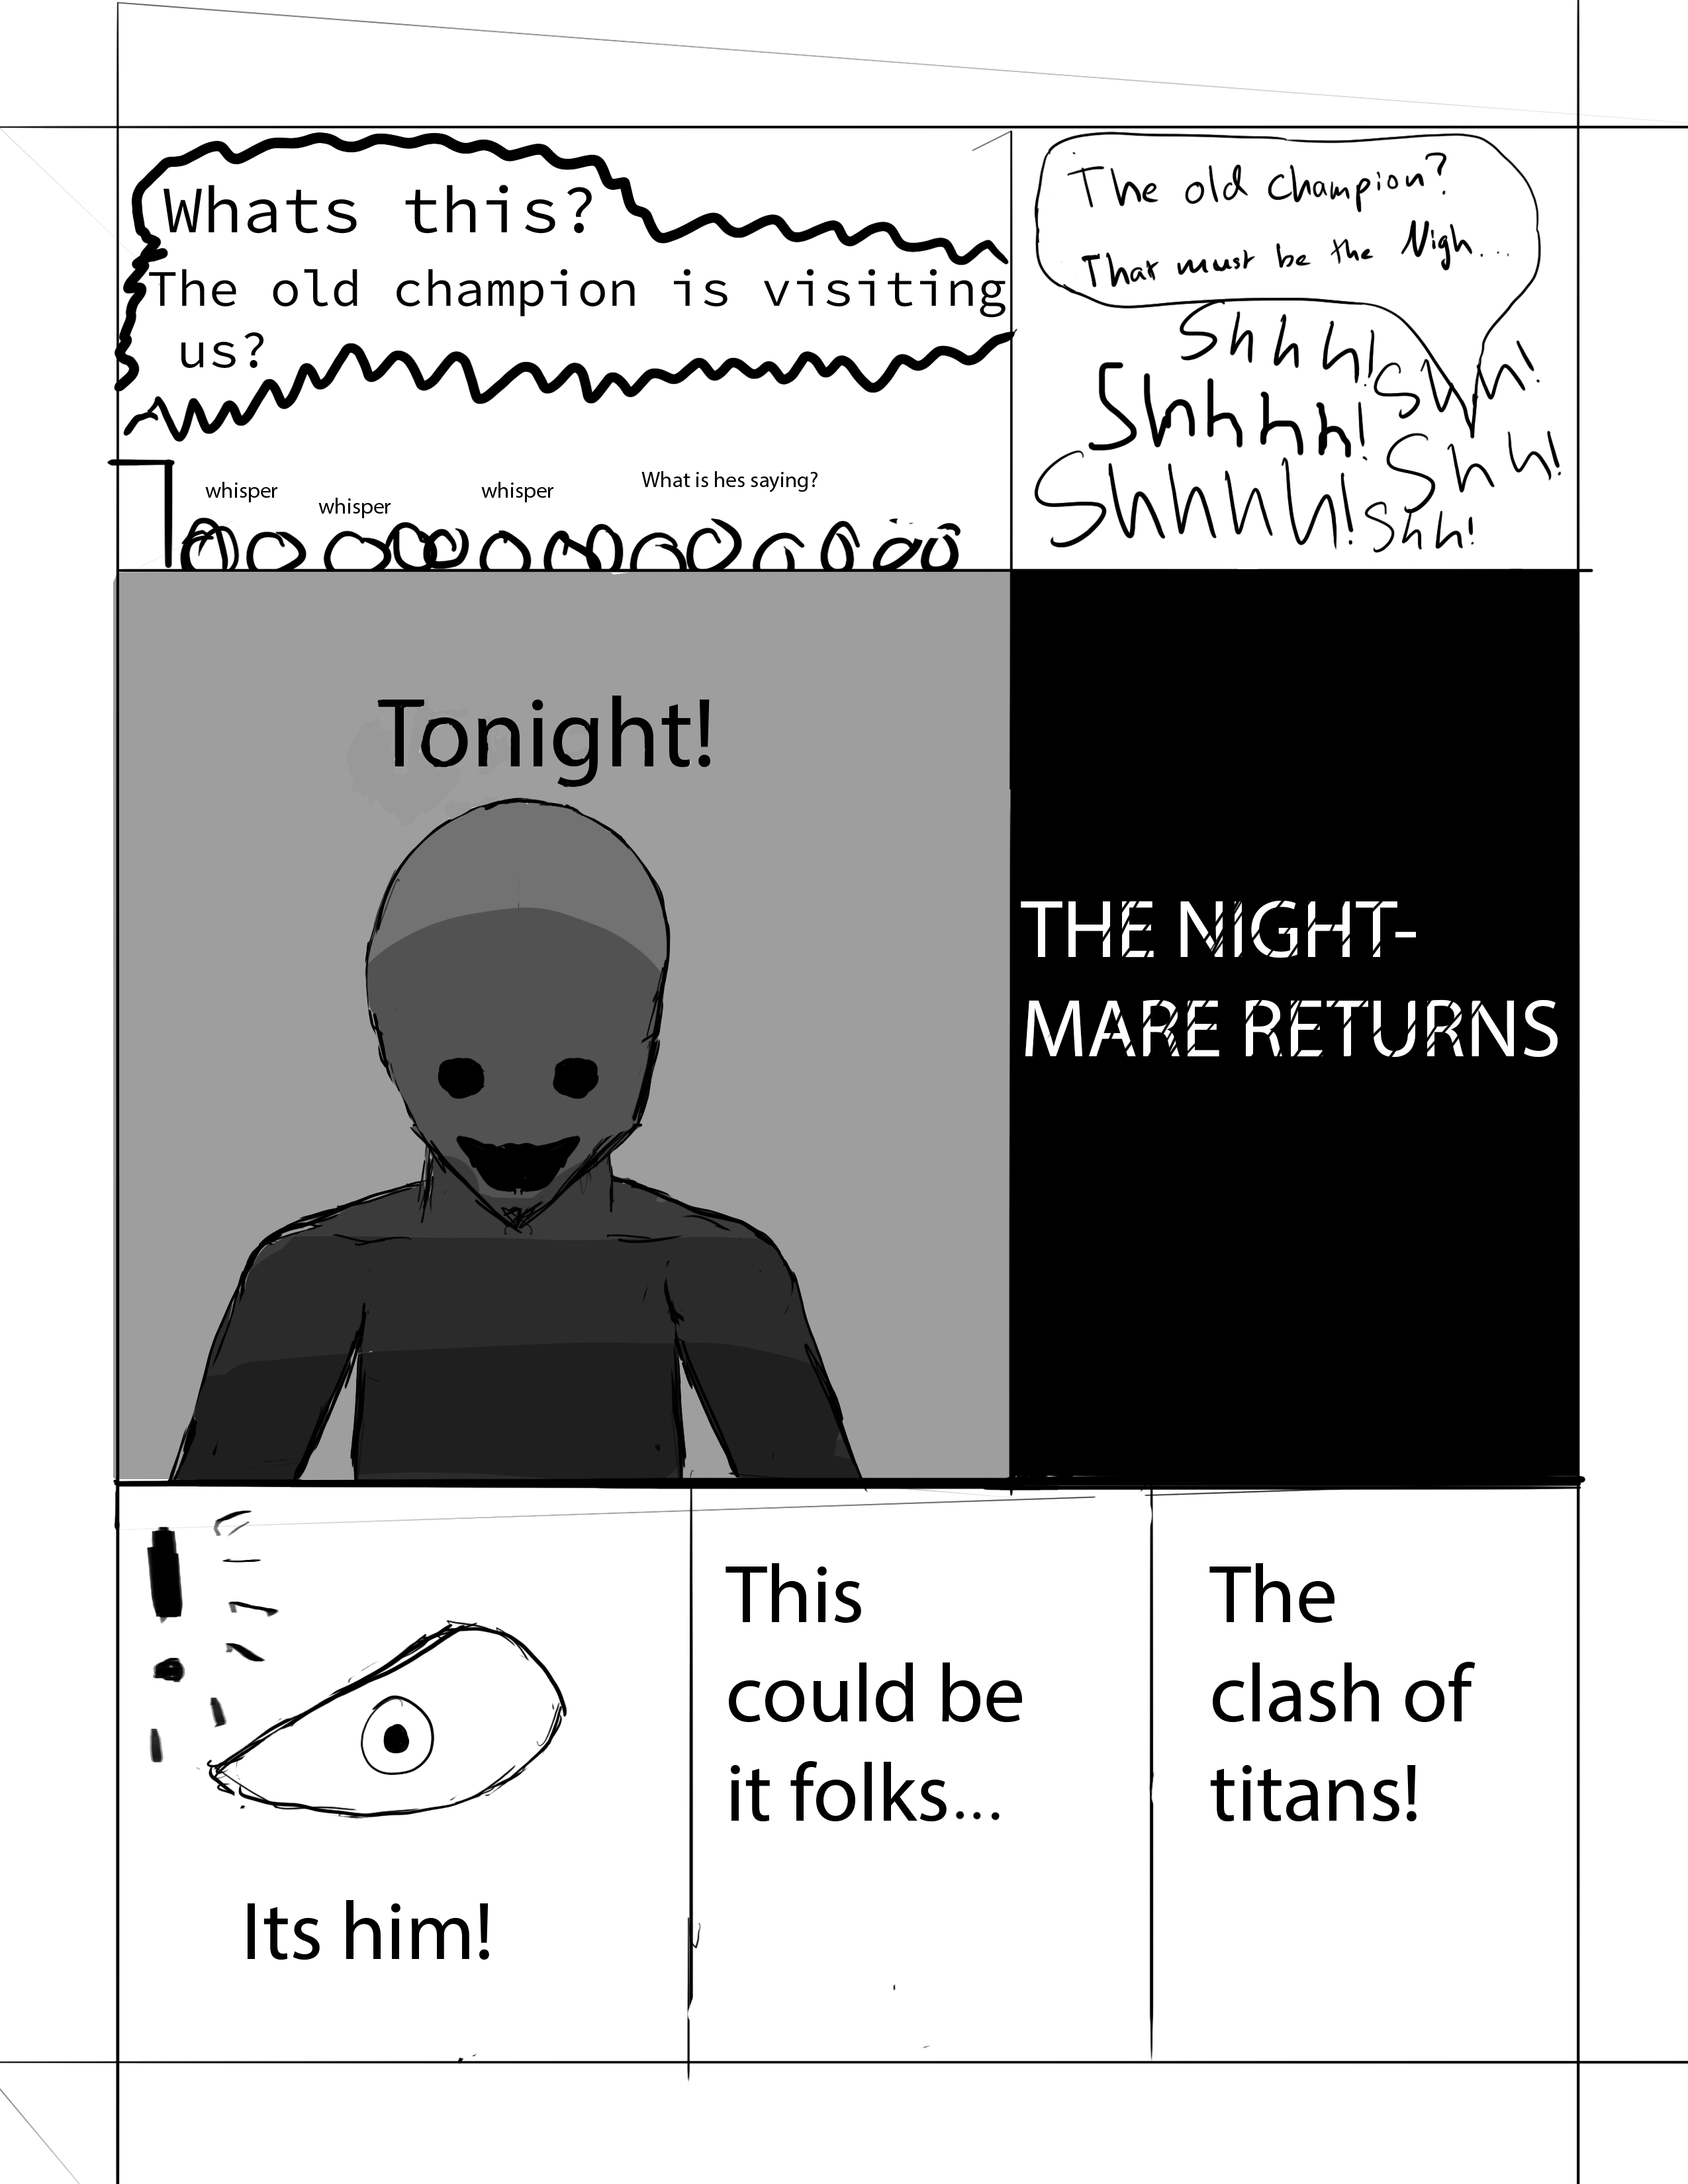 Whats this?
The old champion is visiting
us?
whisper
whisper
whisper
What is hes saying?
The old champion?
That must be the Nigh...
Shhh!
Shhhh!
Shh!
Shhhh!
Shh!
Shh!
Tonight!
THE NIGHT-
MARE RETURNS
Its him!
This
could be
it folks...
The
clash of
titans!